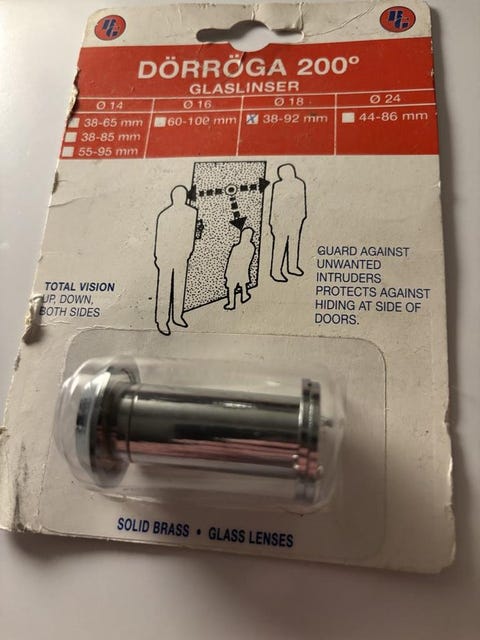 DÖRRÖGA 200°
GLASLINSER
Ø 14 Ø 16 Ø 18 Ø 24
38-65 mm 60-100 mm x 38-92 mm 44-86 mm
38-85 mm
55-95 mm
TOTAL VISION
UP, DOWN,
BOTH SIDES
GUARD AGAINST
UNWANTED
INTRUDERS
PROTECTS AGAINST
HIDING AT SIDE OF
DOORS.
SOLID BRASS • GLASS LENSES